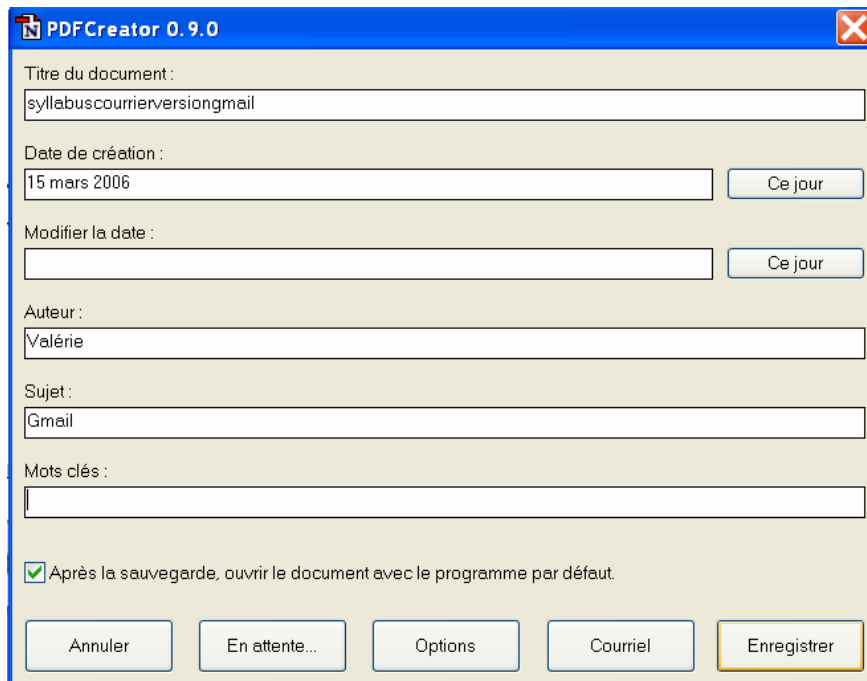 PDFCreator 0.9.0
Titre du document :
syllabuscourrierversiongmail
Date de création :
15 mars 2006
Ce jour
Modifier la date :
Ce jour
Auteur :
Valérie
Sujet :
Gmail
Mots clés :
Après la sauvegarde, ouvrir le document avec le programme par défaut.
Annuler En attente... Options Courriel Enregistrer